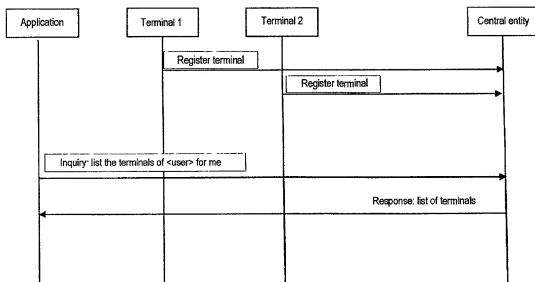 Application
Terminal 1
Terminal 2
Central entity
Register terminal
Register terminal
Inquiry: list the terminals of <user> for me
Response: list of terminals